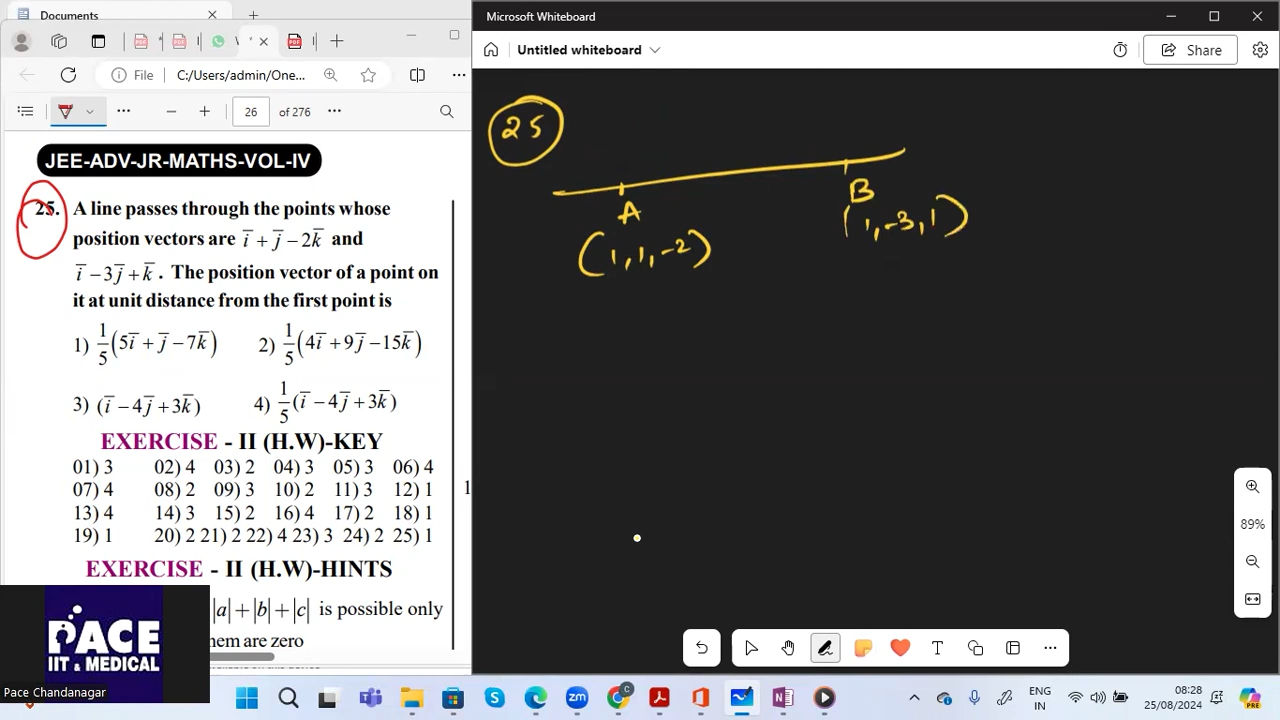 Documents
Microsoft Whiteboard
Untitled whiteboard
Share
File
C:/Users/admin/One...
26 of 276
JEE-ADV-JR-MATHS-VOL-IV
25. A line passes through the points whose
position vectors are i̅ + j̅ − 2k̅ and
i̅ − 3j̅ + k̅ . The position vector of a point on
it at unit distance from the first point is
1) 1/5 (5i̅ + j̅ − 7k̅) 2) 1/5 (4i̅ + 9j̅ − 15k̅)
3) (i̅ − 4j̅ + 3k̅) 4) 1/5 (i̅ − 4j̅ + 3k̅)
EXERCISE - II (H.W)-KEY
01) 3 02) 4 03) 2 04) 3 05) 3 06) 4
07) 4 08) 2 09) 3 10) 2 11) 3 12) 1
13) 4 14) 3 15) 2 16) 4 17) 2 18) 1
19) 1 20) 2 21) 2 22) 4 23) 3 24) 2 25) 1
EXERCISE - II (H.W)-HINTS
|a| + |b| + |c| is possible only
hem are zero
25
A
(1, 1, -2)
B
(1, -3, 1)
89%
PACE
IIT & MEDICAL
Pace Chandanagar
ENG
IN
08:28
25/08/2024